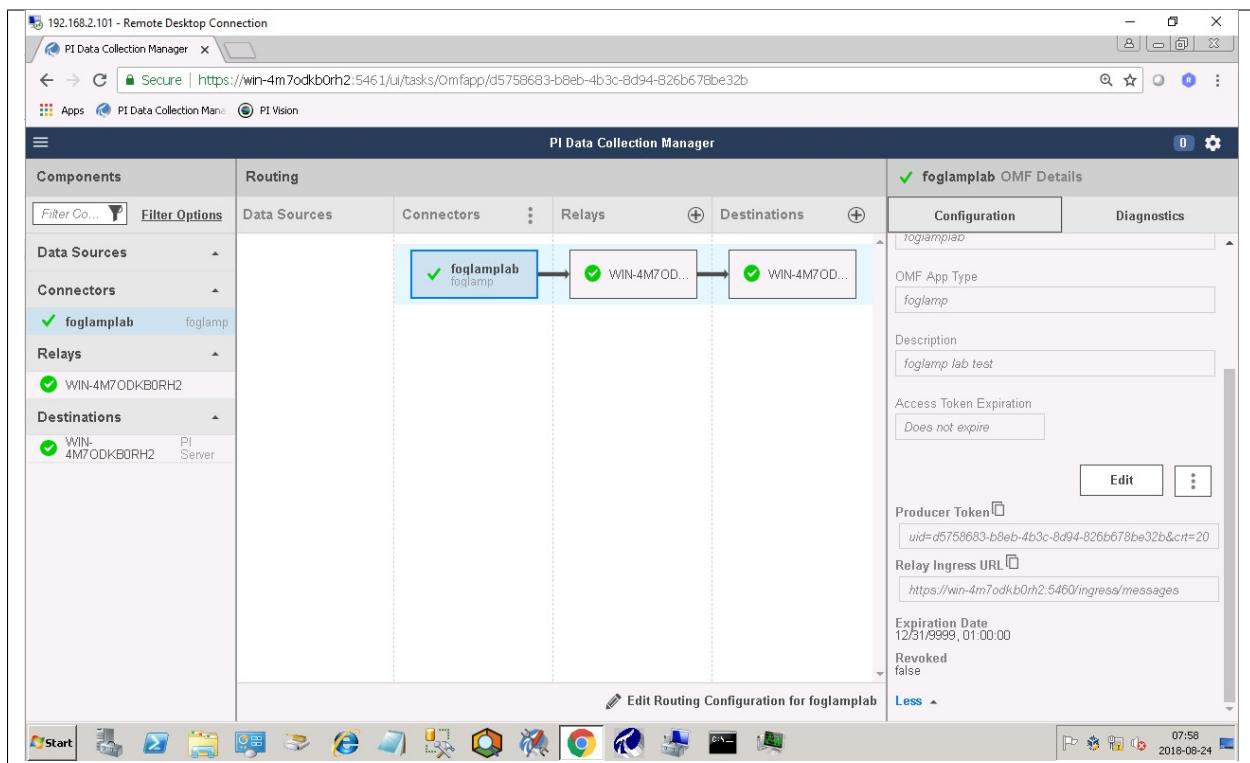 192.168.2.101 - Remote Desktop Connection
PI Data Collection Manager
Secure | https://win-4m7odkb0rh2:5461/ui/tasks/Omfapp/d5758683-b8eb-4b3c-8d94-826b678be32b
Apps PI Data Collection Mana PI Vision
PI Data Collection Manager
0
Components
Filter Co...
Filter Options
Data Sources
Connectors
foglamplab foglamp
Relays
WIN-4M7ODKB0RH2
Destinations
WIN-4M7ODKB0RH2 PI Server
Routing
Data Sources Connectors Relays Destinations
foglamplab
foglamp
WIN-4M7OD...
WIN-4M7OD...
Edit Routing Configuration for foglamplab
foglamplab OMF Details
Configuration Diagnostics
foglamplab
OMF App Type
foglamp
Description
foglamp lab test
Access Token Expiration
Does not expire
Edit
Producer Token
uid=d5758683-b8eb-4b3c-8d94-826b678be32b&crt=20
Relay Ingress URL
https://win-4m7odkb0rh2:5460/ingress/messages
Expiration Date
12/31/9999, 01:00:00
Revoked
false
Less
Start
07:58
2018-08-24